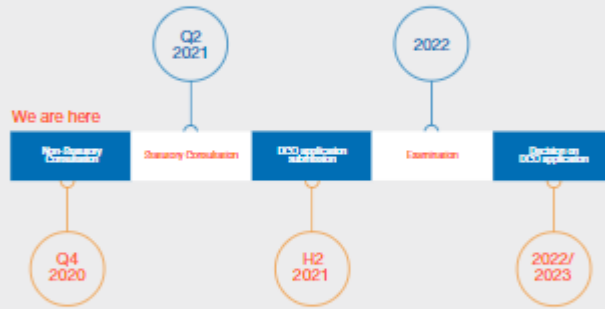 Q2
2021
2022
We are here
Non-Statutory
Consultation
Statutory Consultation
DCO application
submission
Examination
Decision on
DCO application
Q4
2020
H2
2021
2022/
2023